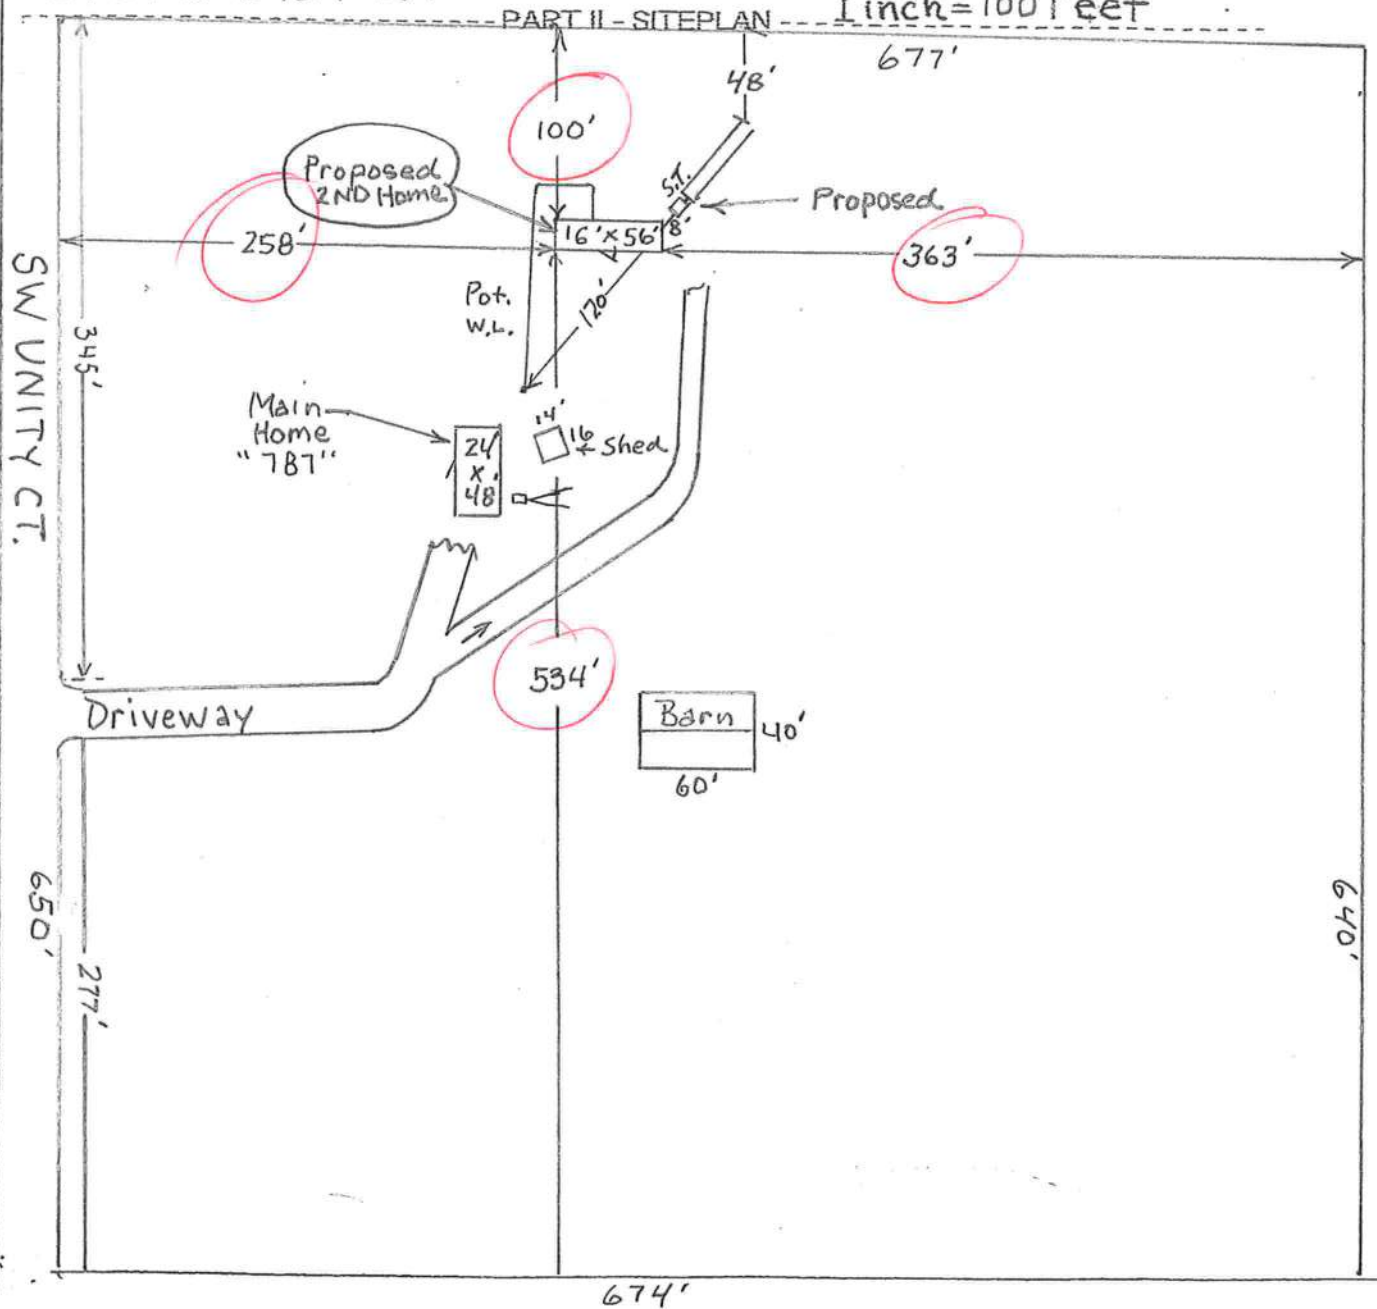 PART II - SITEPLAN
1 inch = 100 Feet
677'
48'
100'
Proposed
2ND Home
S.T.
Proposed
8'
16' x 56'
258'
363'
SW UNITY CT.
345'
Pot.
W.L.
120'
Main
Home
"787"
24
x
48'
14'
16
Shed
534'
Driveway
Barn
40'
60'
650'
277'
640'
674'